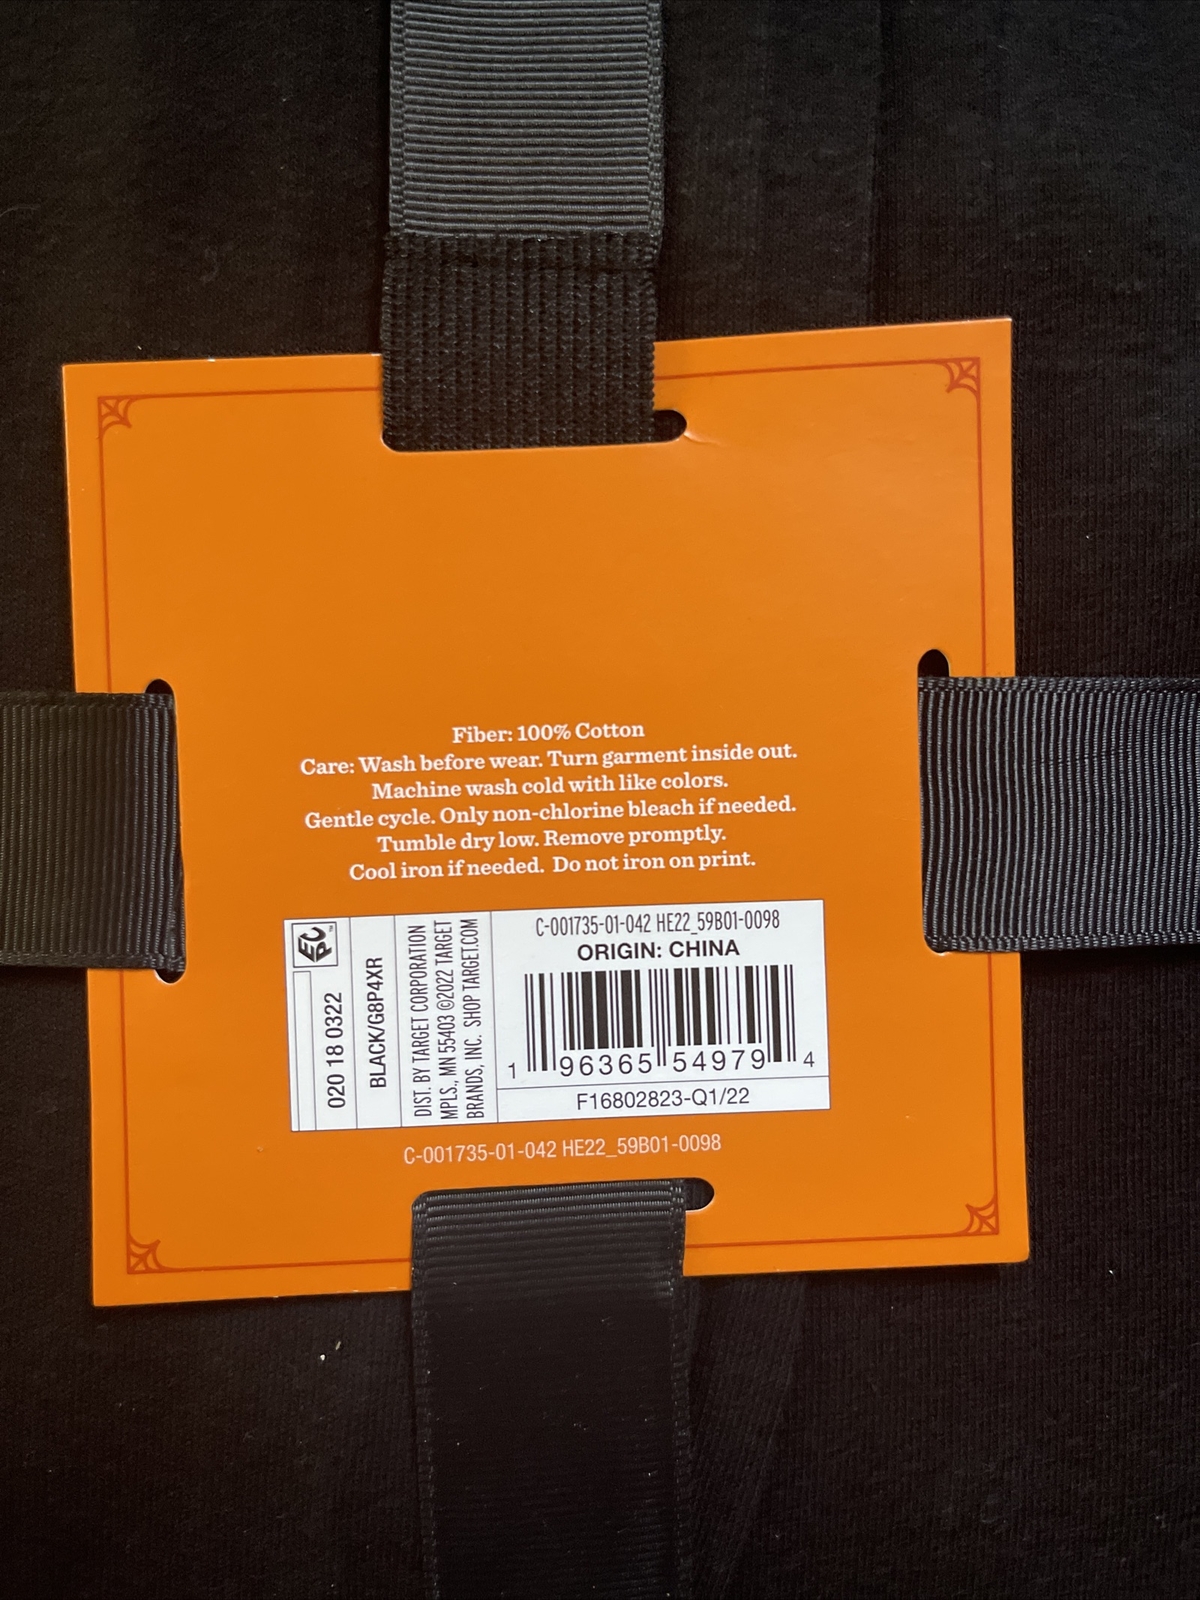 Fiber: 100% Cotton
Care: Wash before wear. Turn garment inside out.
Machine wash cold with like colors.
Gentle cycle. Only non-chlorine bleach if needed.
Tumble dry low. Remove promptly.
Cool iron if needed. Do not iron on print.
EPC™
020 18 0322
BLACK/G8P4XR
DIST. BY TARGET CORPORATION
MPLS., MN 55403 ©2022 TARGET
BRANDS, INC. SHOP TARGET.COM
C-001735-01-042 HE22_59B01-0098
ORIGIN: CHINA
1 96365 54979 4
F16802823-Q1/22
C-001735-01-042 HE22_59B01-0098